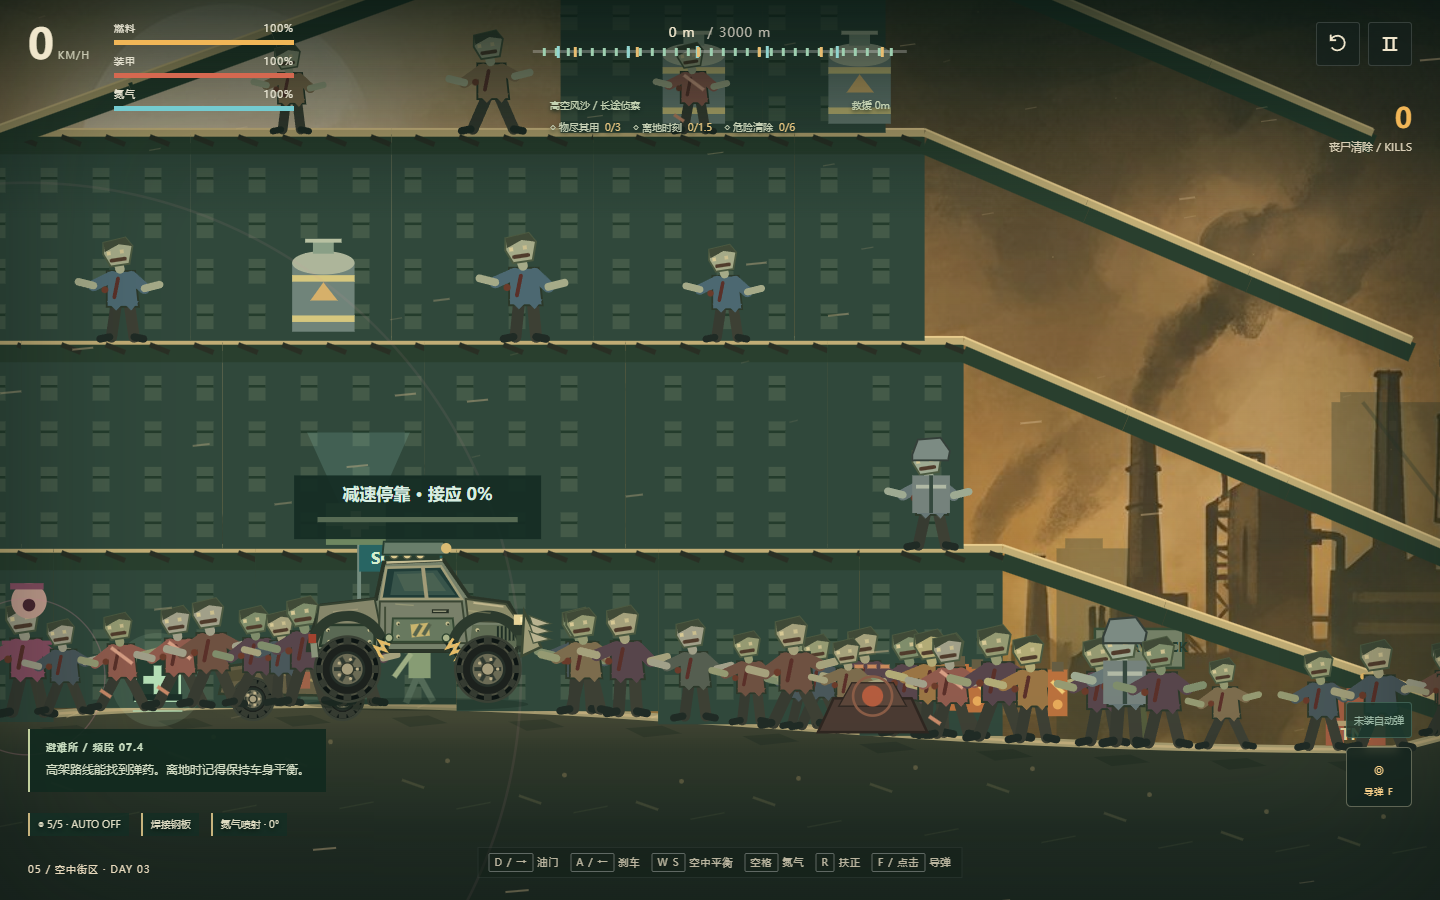 0 KM/H
燃料 100%
装甲 100%
氮气 100%
0 m / 3000 m
高空风沙 / 长途侦察 救援 0m
物尽其用 0/3 离地时刻 0/1.5 危险清除 0/6
0
丧尸清除 / KILLS
减速停靠 • 接应 0%
S
未装自动弹
导弹 F
避难所 / 频段 07.4
高架路线能找到弹药。离地时记得保持车身平衡。
5/5 · AUTO OFF 焊接钢板 氮气喷射 · 0°
05 / 空中街区 · DAY 03
D / → 油门 A / ← 刹车 W S 空中平衡 空格 氮气 R 扶正 F / 点击 导弹